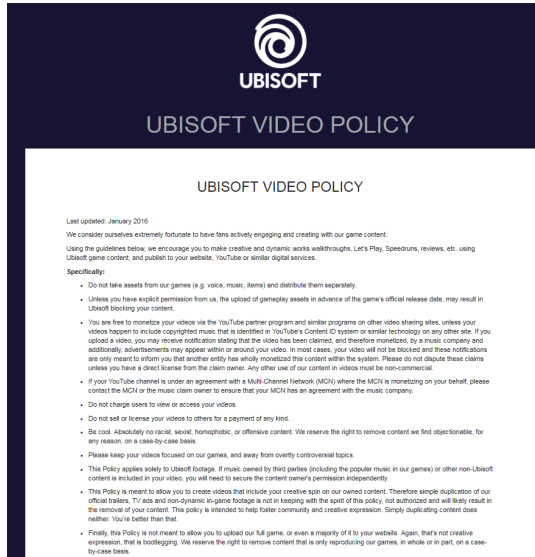 UBISOFT
UBISOFT VIDEO POLICY
UBISOFT VIDEO POLICY
Last updated: January 2016
We consider ourselves extremely fortunate to have fans actively engaging and creating with our game content.
Using the guidelines below, we encourage you to make creative and dynamic works walkthroughs, Let's Play, Speedruns, reviews, etc. using
Ubisoft game content, and publish to your website, YouTube or similar digital services.
Specifically:
• Do not take assets from our games (e.g. voice, music, items) and distribute them separately.
• Unless you have explicit permission from us, the upload of gameplay assets in advance of the game's official release date, may result in
Ubisoft blocking your content.
• You are free to monetize your videos via the YouTube partner program and similar programs on other video sharing sites, unless your
videos happen to include copyrighted music that is identified in YouTube's Content ID system or similar technology on any other site. If you
upload a video, you may receive notification stating that the video has been claimed, and therefore monetized, by a music company and
additionally, advertisements may appear within or around your video. In most cases, your video will not be blocked and these notifications
are only meant to inform you that another entity has wholly monetized this content within the system. Please do not dispute these claims
unless you have a direct license from the claim owner. Any other use of our content in videos must be non-commercial.
• If your YouTube channel is under an agreement with a Multi-Channel Network (MCN) where the MCN is monetizing on your behalf, please
contact the MCN or the music claim owner to ensure that your MCN has an agreement with the music company.
• Do not charge users to view or access your videos.
• Do not sell or license your videos to others for a payment of any kind.
• Be cool. Absolutely no racist, sexist, homophobic, or offensive content. We reserve the right to remove content we find objectionable, for
any reason, on a case-by-case basis.
• Please keep your videos focused on our games, and away from overtly controversial topics.
• This Policy applies solely to Ubisoft footage. If music owned by third parties (including the popular music in our games) or other non-Ubisoft
content is included in your video, you will need to secure the content owner's permission independently.
• This Policy is meant to allow you to create videos that include your creative spin on our owned content. Therefore simple duplication of our
official trailers, TV ads and non-dynamic in-game footage is not in keeping with the spirit of this policy, not authorized and will likely result in
the removal of your content. This policy is intended to help foster community and creative expression. Simply duplicating content does
neither. You're better than that.
• Finally, this Policy is not meant to allow you to upload our full game, or even a majority of it to your website. Again, that's not creative
expression, that is bootlegging. We reserve the right to remove content that is only reproducing our games, in whole or in part, on a case-
by-case basis.